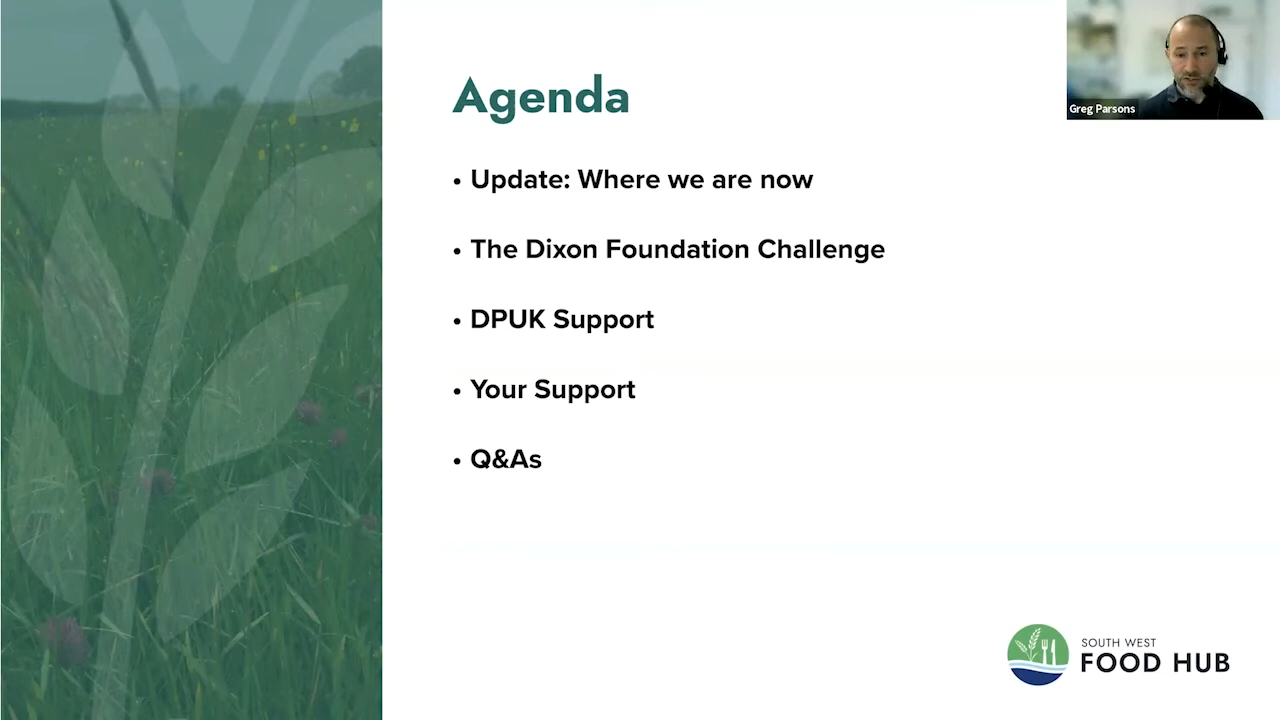 Agenda
Greg Parsons
• Update: Where we are now
• The Dixon Foundation Challenge
• DPUK Support
• Your Support
• Q&As
SOUTH WEST
FOOD HUB